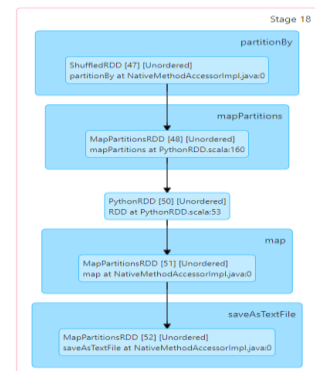 Stage 18
partitionBy
ShuffledRDD [47] [Unordered]
partitionBy at NativeMethodAccessorImpl.java:0
mapPartitions
MapPartitionsRDD [48] [Unordered]
mapPartitions at PythonRDD.scala:160
PythonRDD [50] [Unordered]
RDD at PythonRDD.scala:53
map
MapPartitionsRDD [51] [Unordered]
map at NativeMethodAccessorImpl.java:0
saveAsTextFile
MapPartitionsRDD [52] [Unordered]
saveAsTextFile at NativeMethodAccessorImpl.java:0